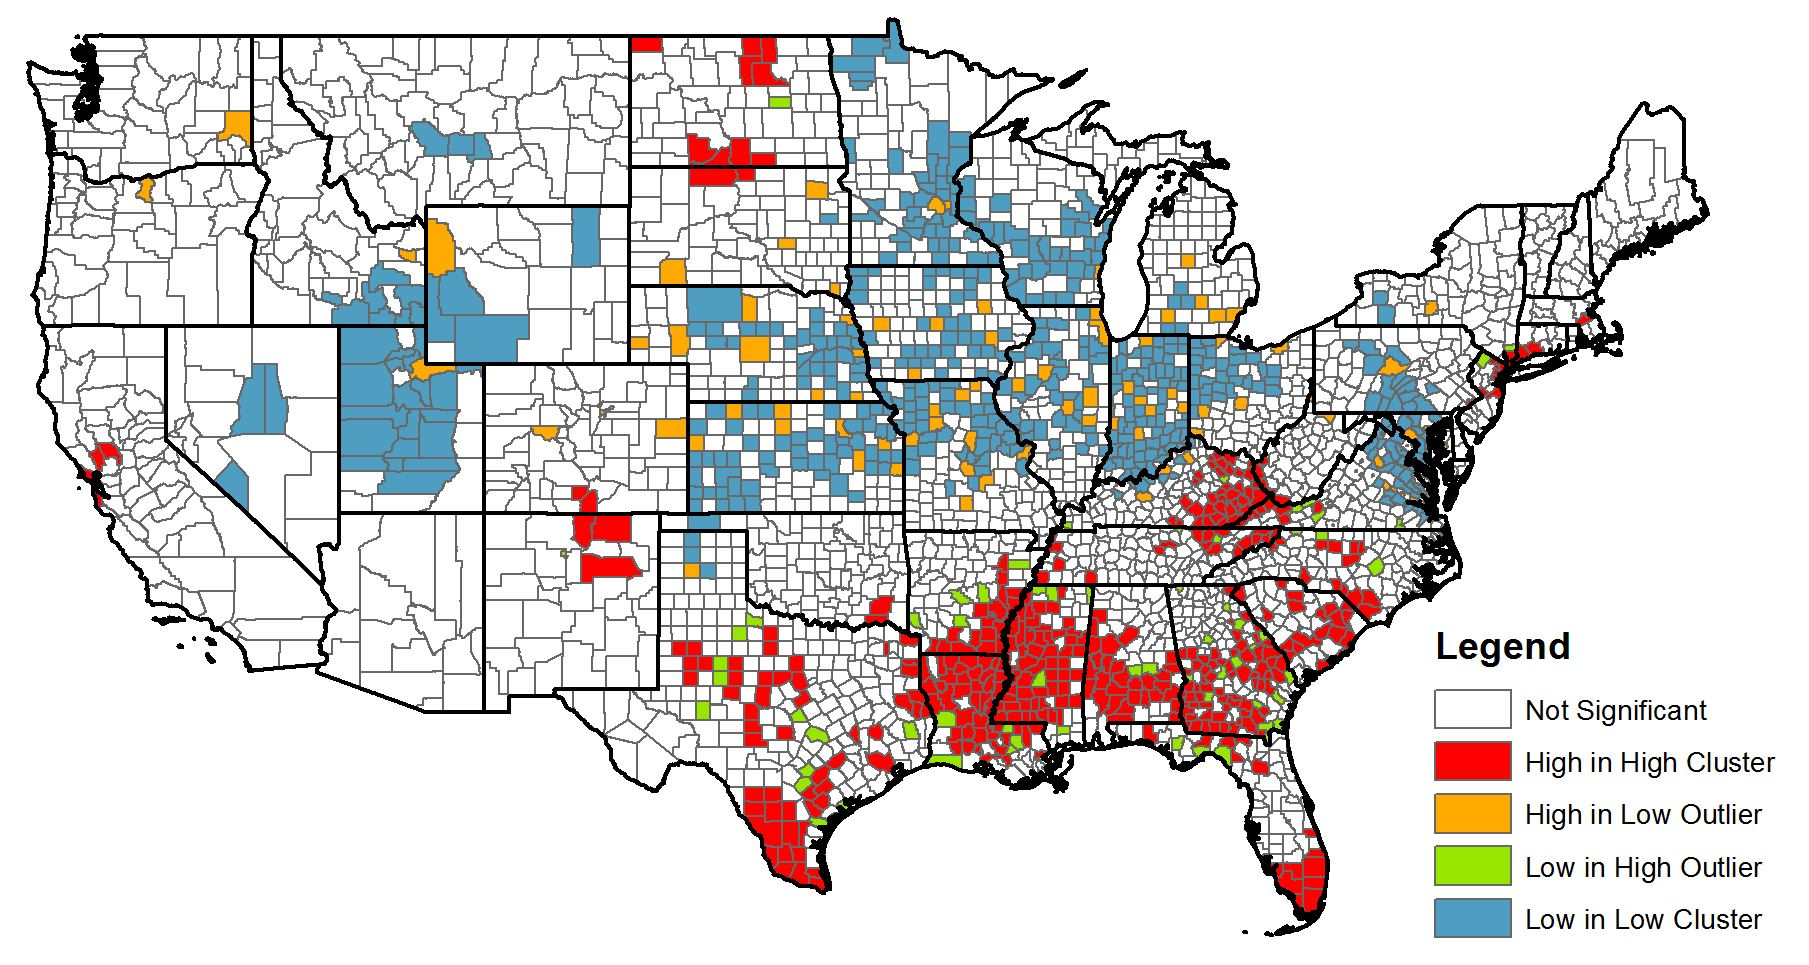 Legend
Not Significant
High in High Cluster
High in Low Outlier
Low in High Outlier
Low in Low Cluster